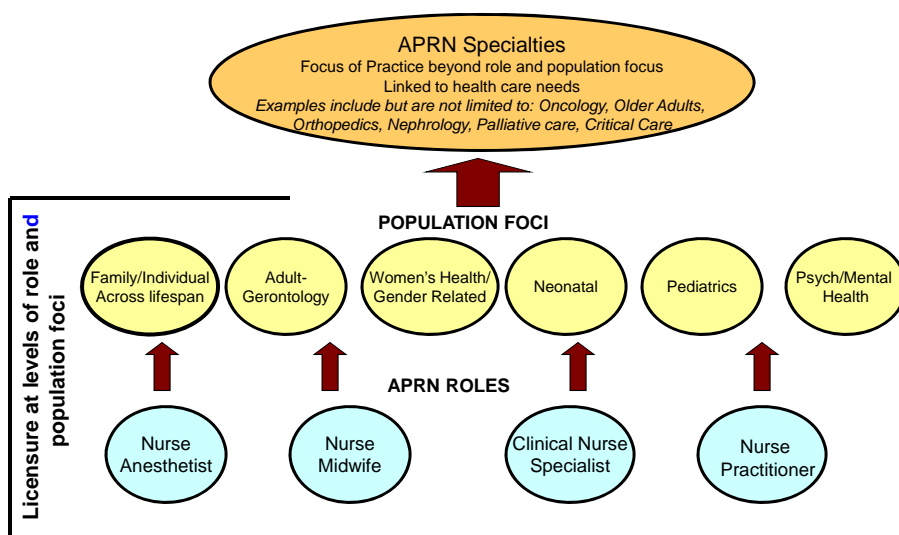 APRN Specialties
Focus of Practice beyond role and population focus
Linked to health care needs
Examples include but are not limited to: Oncology, Older Adults,
Orthopedics, Nephrology, Palliative care, Critical Care
Licensure at levels of role and
population foci
POPULATION FOCI
Family/Individual
Across lifespan
Adult-
Gerontology
Women's Health/
Gender Related
Neonatal
Pediatrics
Psych/Mental
Health
APRN ROLES
Nurse
Anesthetist
Nurse
Midwife
Clinical Nurse
Specialist
Nurse
Practitioner